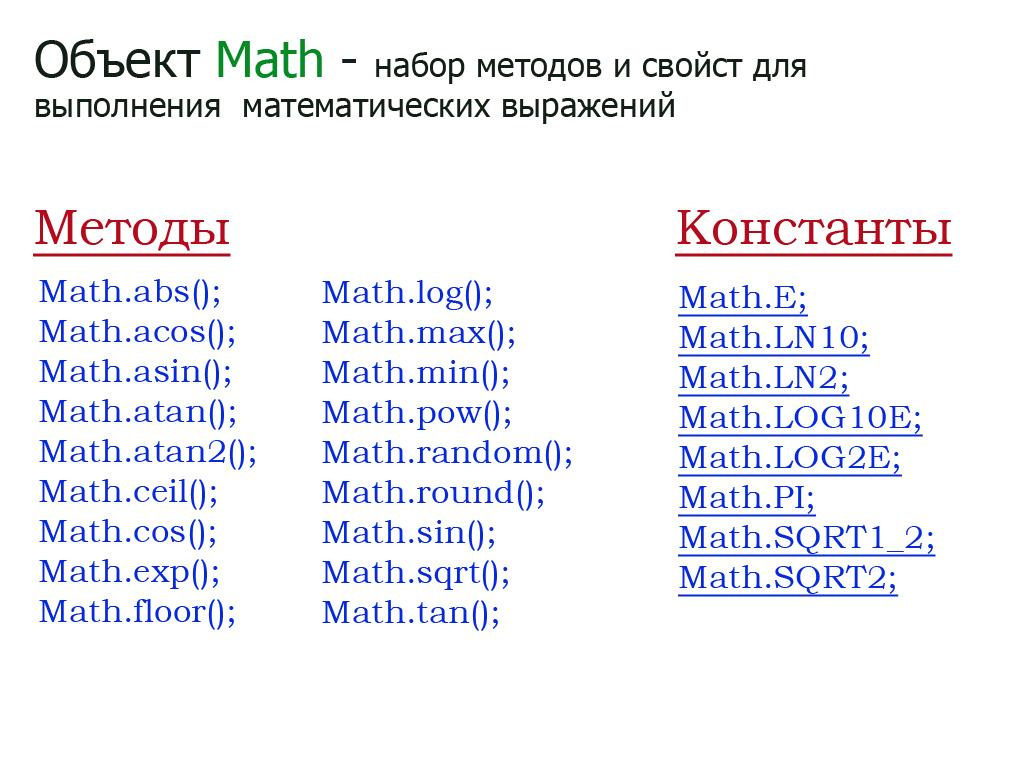 Объект Math - набор методов и свойст для
выполнения математических выражений
Методы
Math.abs();
Math.acos();
Math.asin();
Math.atan();
Math.atan2();
Math.ceil();
Math.cos();
Math.exp();
Math.floor();
Math.log();
Math.max();
Math.min();
Math.pow();
Math.random();
Math.round();
Math.sin();
Math.sqrt();
Math.tan();
Константы
Math.E;
Math.LN10;
Math.LN2;
Math.LOG10E;
Math.LOG2E;
Math.PI;
Math.SQRT1_2;
Math.SQRT2;